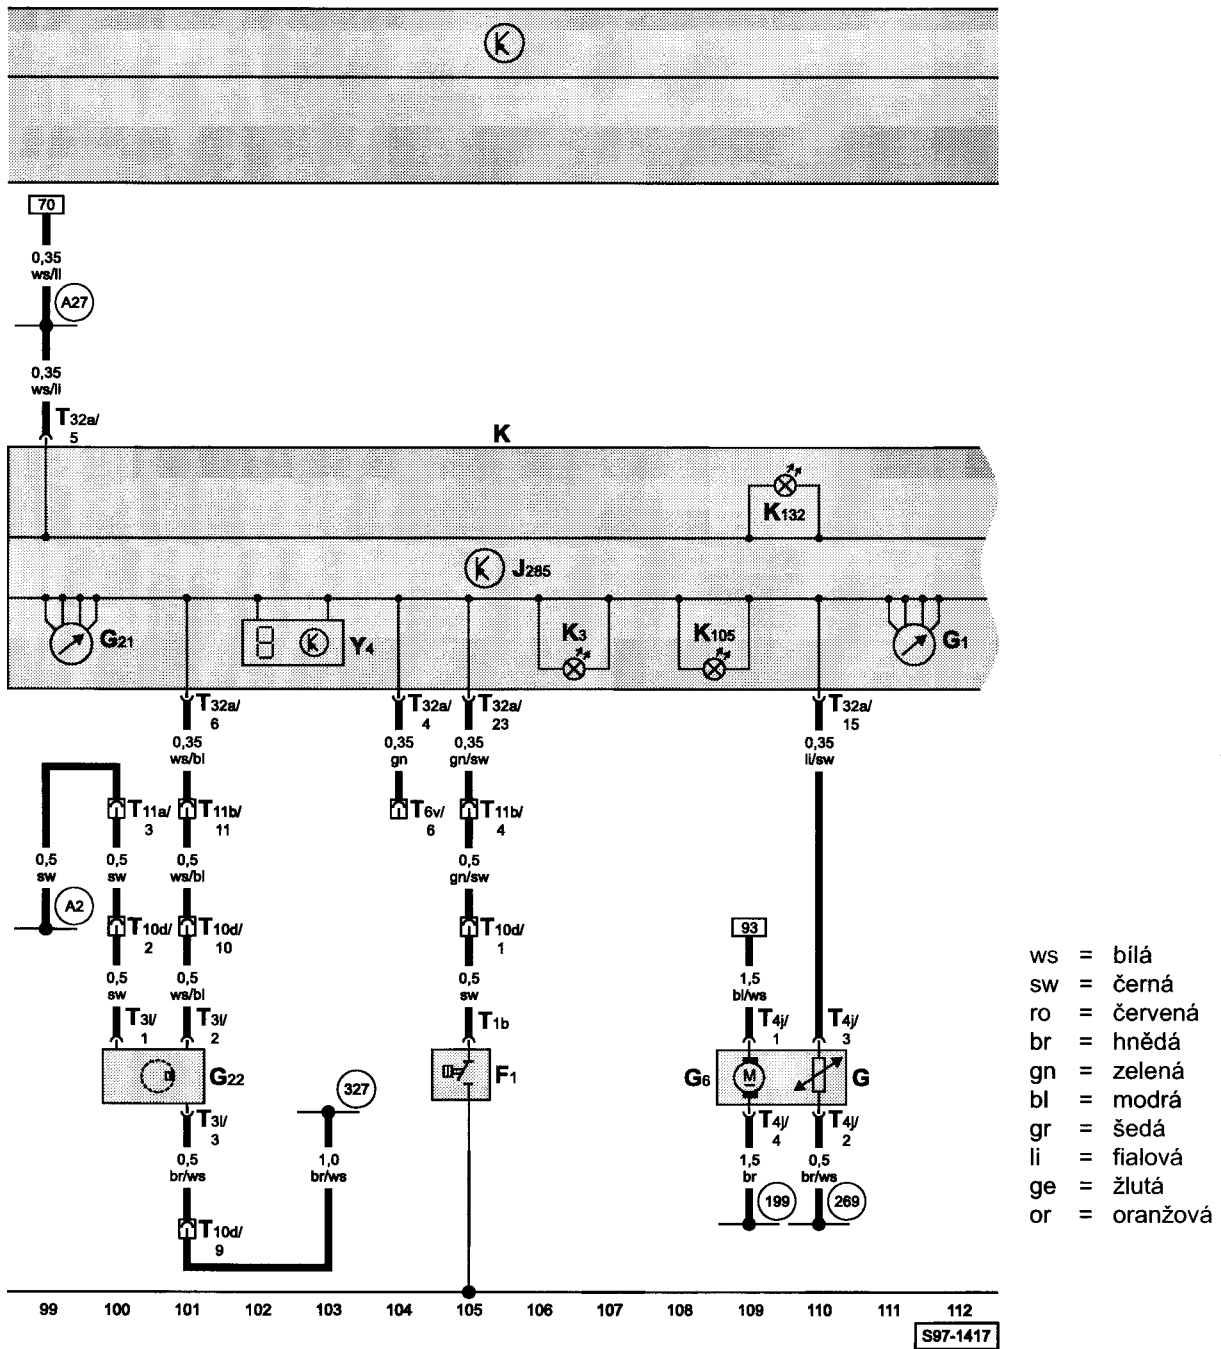 70
0,35
ws/li
A27
0,35
ws/li
T32a/
5
K
K132
J285
G21
Y4
K3
K105
G1
T32a/
6
T32a/
4
T32a/
23
T32a/
15
0,35
ws/bl
0,35
gn
0,35
gn/sw
0,35
li/sw
T11a/
3
T11b/
11
T6v/
6
T11b/
4
0,5
sw
0,5
sw
0,5
ws/bl
0,5
gn/sw
A2
T10d/
2
T10d/
10
T10d/
1
93
0,5
sw
0,5
ws/bl
0,5
sw
1,5
bl/ws
T3l/
1
T3l/
2
T1b
T4j/
1
T4j/
3
G22
F1
G6
M
G
327
T3l/
3
T4j/
4
T4j/
2
0,5
br/ws
1,0
br/ws
1,5
br
0,5
br/ws
199
269
T10d/
9
99 100 101 102 103 104 105 106 107 108 109 110 111 112
S97-1417
ws = bílá
sw = černá
ro = červená
br = hnědá
gn = zelená
bl = modrá
gr = šedá
li = fialová
ge = žlutá
or = oranžová